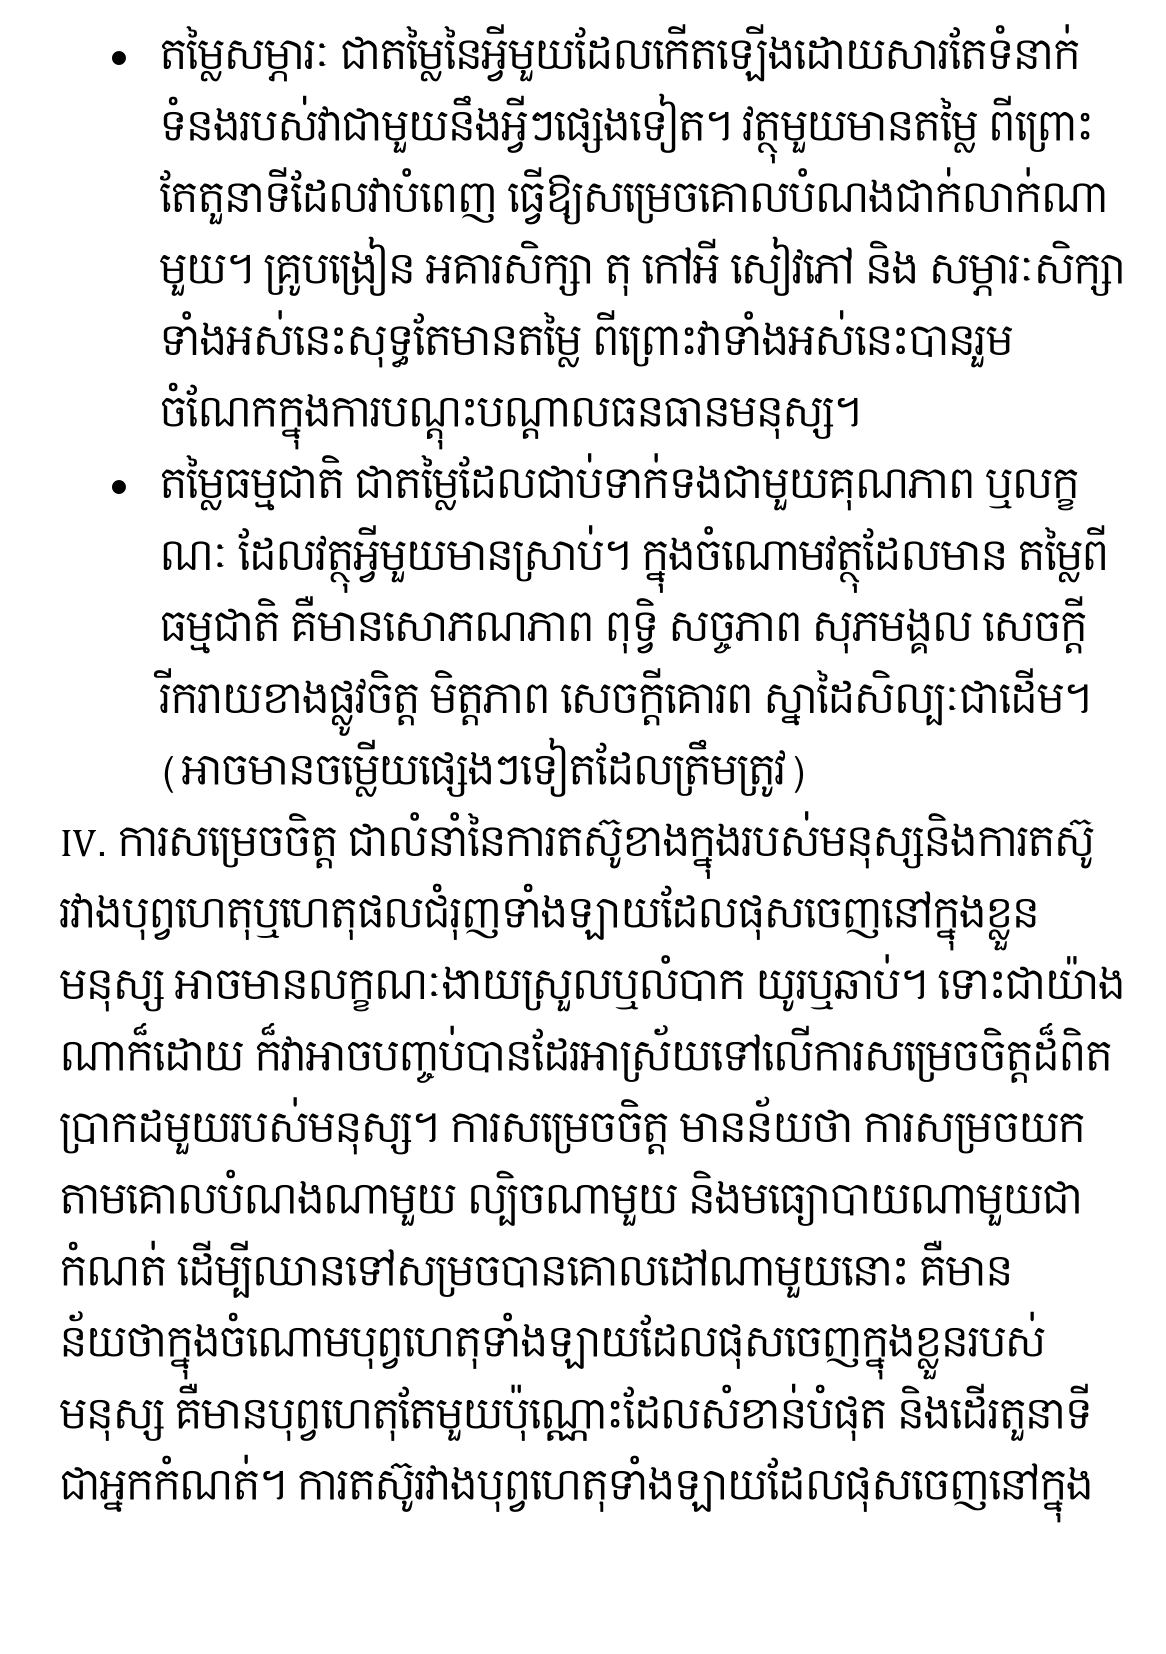 • តម្លៃសម្ភារៈ ជាតម្លៃនៃអ្វីមួយដែលកើតឡើងដោយសារតែទំនាក់
ទំនងរបស់វាជាមួយនឹងអ្វីៗផ្សេងទៀត។ វត្ថុមួយមានតម្លៃ ពីព្រោះ
តែតួនាទីដែលវាបំពេញ ធ្វើឱ្យសម្រេចគោលបំណងជាក់លាក់ណា
មួយ។ គ្រូបង្រៀន អគារសិក្សា តុ កៅអី សៀវភៅ និង សម្ភារៈសិក្សា
ទាំងអស់នេះសុទ្ធតែមានតម្លៃ ពីព្រោះវាទាំងអស់នេះបានរួម
ចំណែកក្នុងការបណ្តុះបណ្តាលធនធានមនុស្ស។
• តម្លៃធម្មជាតិ ជាតម្លៃដែលជាប់ទាក់ទងជាមួយគុណភាព ឬលក្ខ
ណៈ ដែលវត្ថុអ្វីមួយមានស្រាប់។ ក្នុងចំណោមវត្ថុដែលមាន តម្លៃពី
ធម្មជាតិ គឺមានសោភណភាព ពុទ្ធិ សច្ចភាព សុភមង្គល សេចក្តី
រីករាយខាងផ្លូវចិត្ត មិត្តភាព សេចក្តីគោរព ស្នាដៃសិល្បៈជាដើម។
(អាចមានចម្លើយផ្សេងៗទៀតដែលត្រឹមត្រូវ)
IV. ការសម្រេចចិត្ត ជាលំនាំនៃការតស៊ូខាងក្នុងរបស់មនុស្សនិងការតស៊ូ
រវាងបុព្វហេតុឬហេតុផលជំរុញទាំងឡាយដែលផុសចេញនៅក្នុងខ្លួន
មនុស្ស អាចមានលក្ខណៈងាយស្រួលឬលំបាក យូរឬឆាប់។ ទោះជាយ៉ាង
ណាក៏ដោយ ក៏វាអាចបញ្ចប់បានដែរអាស្រ័យទៅលើការសម្រេចចិត្តដ៏ពិត
ប្រាកដមួយរបស់មនុស្ស។ ការសម្រេចចិត្ត មានន័យថា ការសម្រចយក
តាមគោលបំណងណាមួយ ល្បិចណាមួយ និងមធ្យោបាយណាមួយជា
កំណត់ ដើម្បីឈានទៅសម្រចបានគោលដៅណាមួយនោះ គឺមាន
ន័យថាក្នុងចំណោមបុព្វហេតុទាំងឡាយដែលផុសចេញក្នុងខ្លួនរបស់
មនុស្ស គឺមានបុព្វហេតុតែមួយប៉ុណ្ណោះដែលសំខាន់បំផុត និងដើរតួនាទី
ជាអ្នកកំណត់។ ការតស៊ូរវាងបុព្វហេតុទាំងឡាយដែលផុសចេញនៅក្នុង